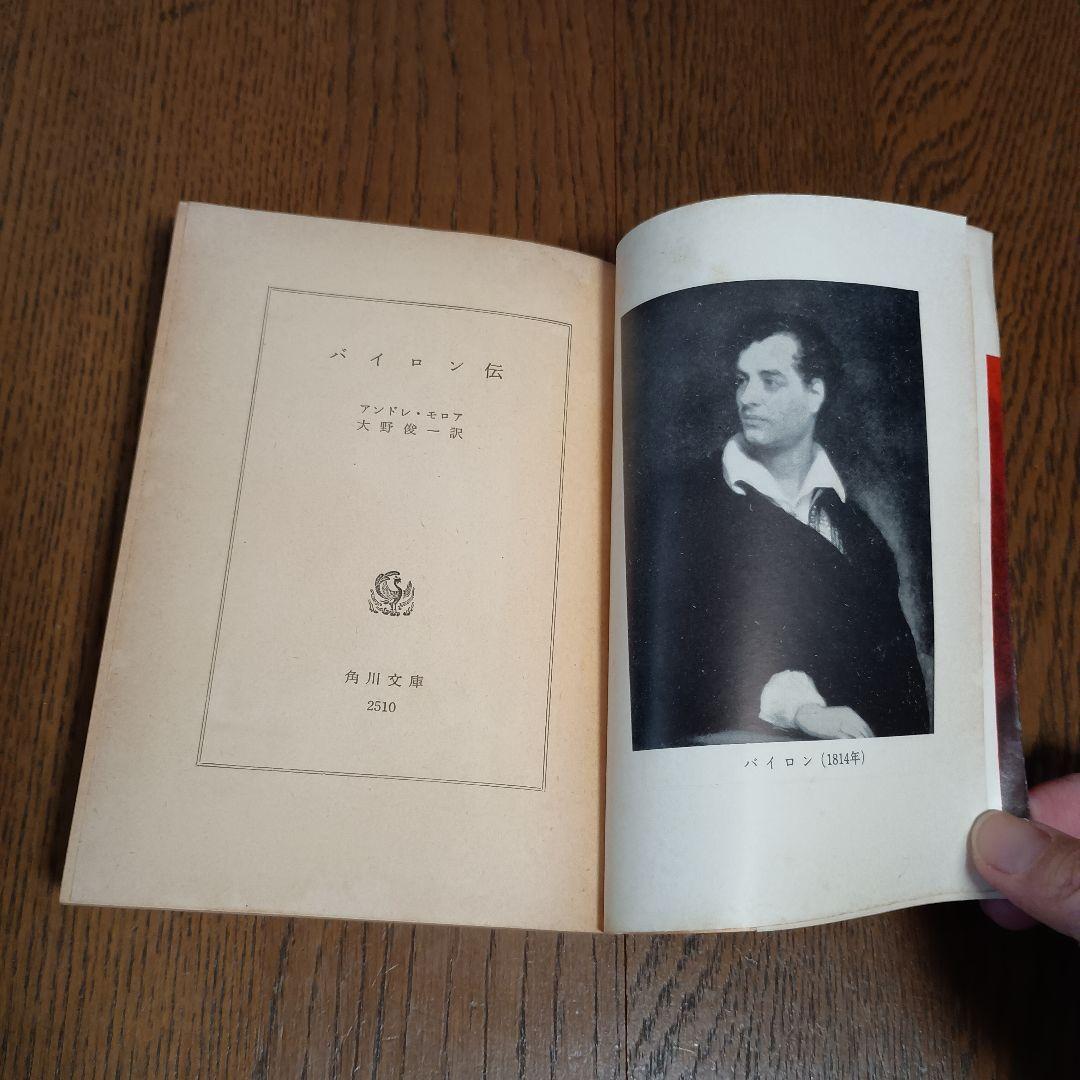 バイロン伝
アンドレ・モロア
大野俊一訳
角川文庫
2510
バイロン(1814年)